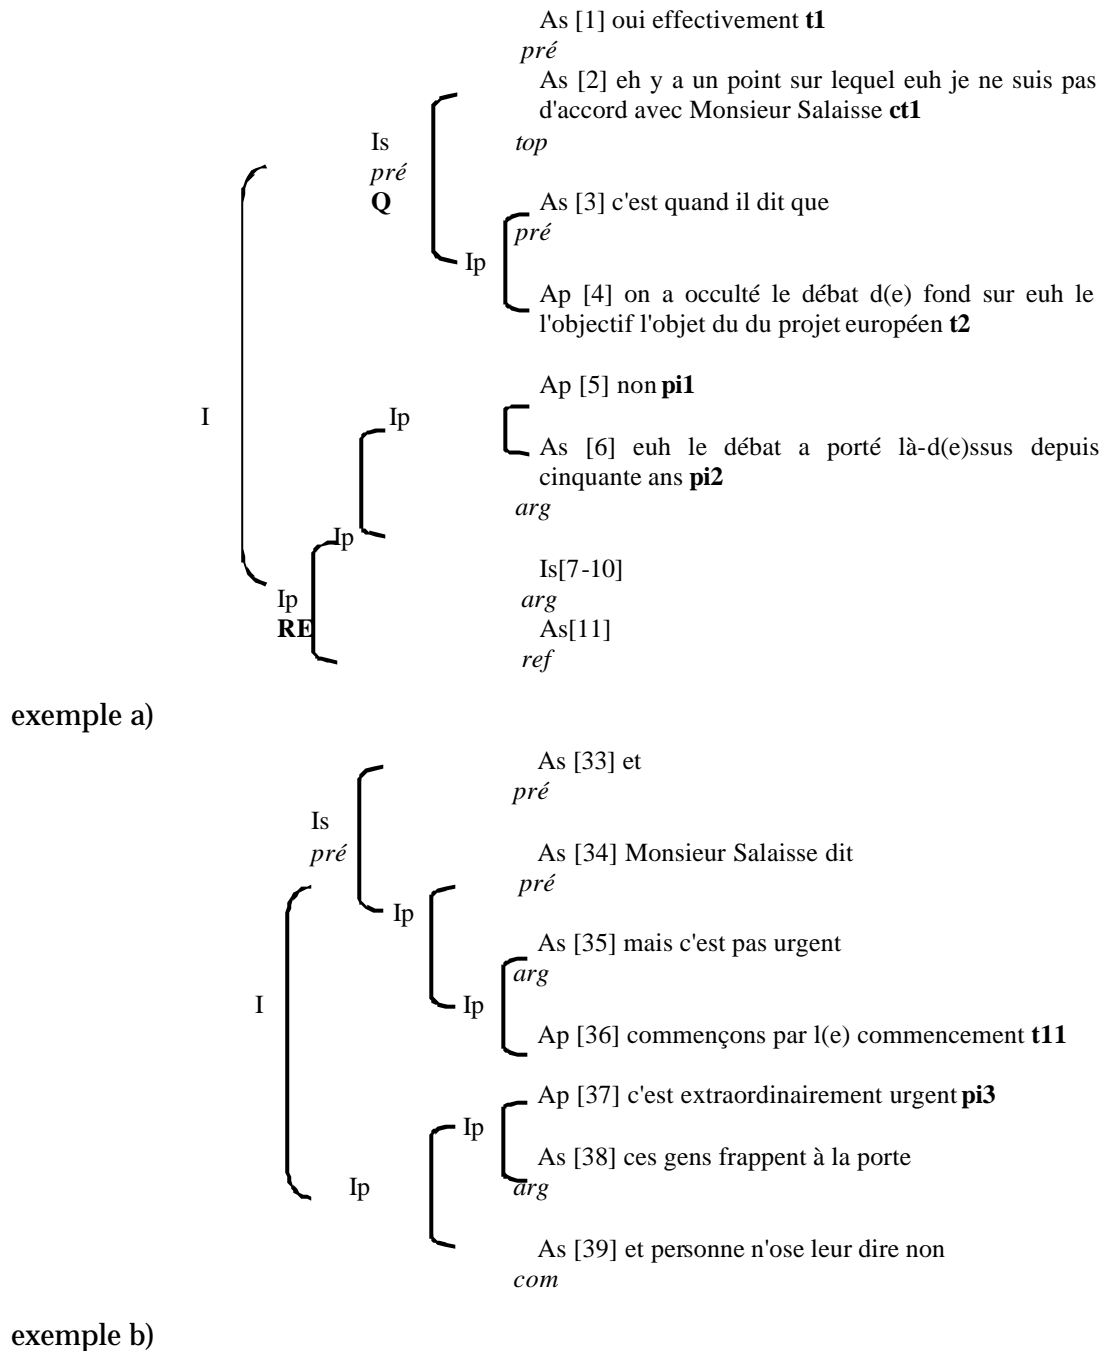 As [1] oui effectivement t1
pré
As [2] eh y a un point sur lequel euh je ne suis pas
d'accord avec Monsieur Salaisse ct1
Is
top
pré
Q
As [3] c'est quand il dit que
pré
Ip
Ap [4] on a occulté le débat d(e) fond sur euh le
l'objectif l'objet du du projet européen t2
Ap [5] non pi1
I
Ip
As [6] euh le débat a porté là-d(e)ssus depuis
cinquante ans pi2
arg
Ip
Is[7-10]
Ip
arg
RE
As[11]
ref
exemple a)
As [33] et
pré
Is
pré
As [34] Monsieur Salaisse dit
pré
Ip
As [35] mais c'est pas urgent
arg
I
Ip
Ap [36] commençons par l(e) commencement t11
Ap [37] c'est extraordinairement urgent pi3
Ip
As [38] ces gens frappent à la porte
Ip
arg
As [39] et personne n'ose leur dire non
com
exemple b)